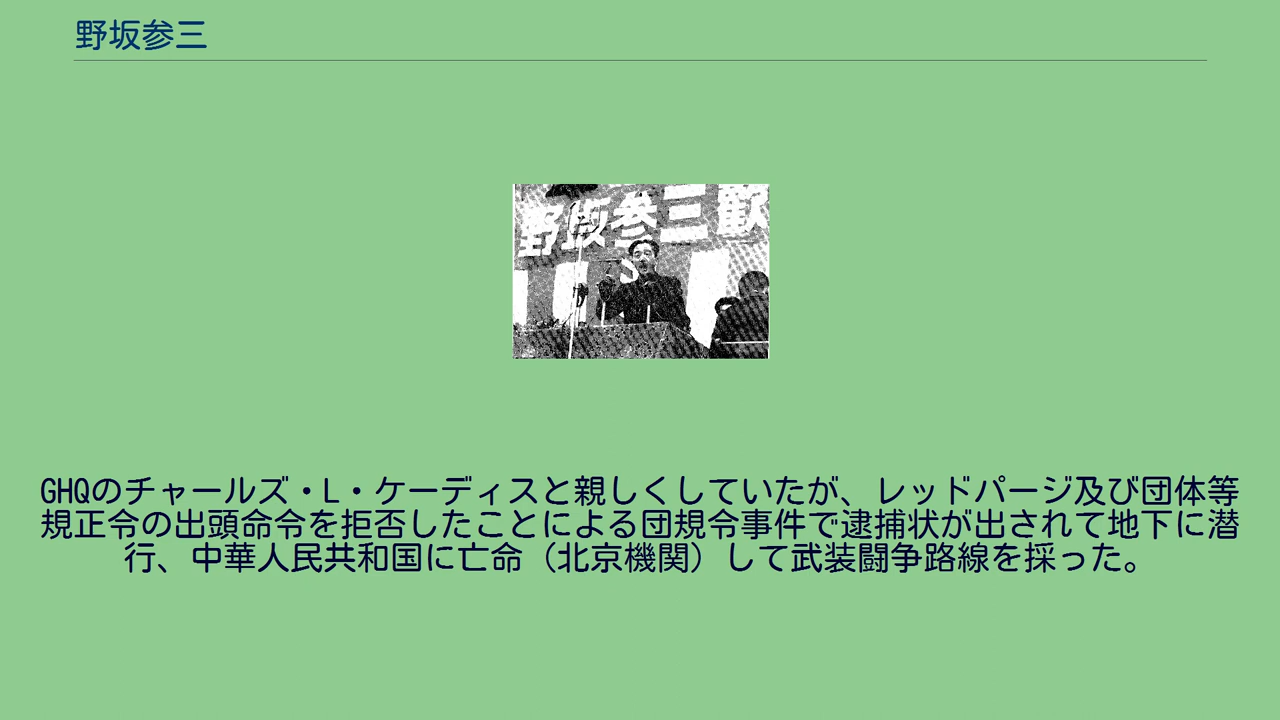 野坂参三
野坂参三歓
GHQのチャールズ・L・ケーディスと親しくしていたが、レッドパージ及び団体等
規正令の出頭命令を拒否したことによる団規令事件で逮捕状が出されて地下に潜
行、中華人民共和国に亡命（北京機関）して武装闘争路線を採った。